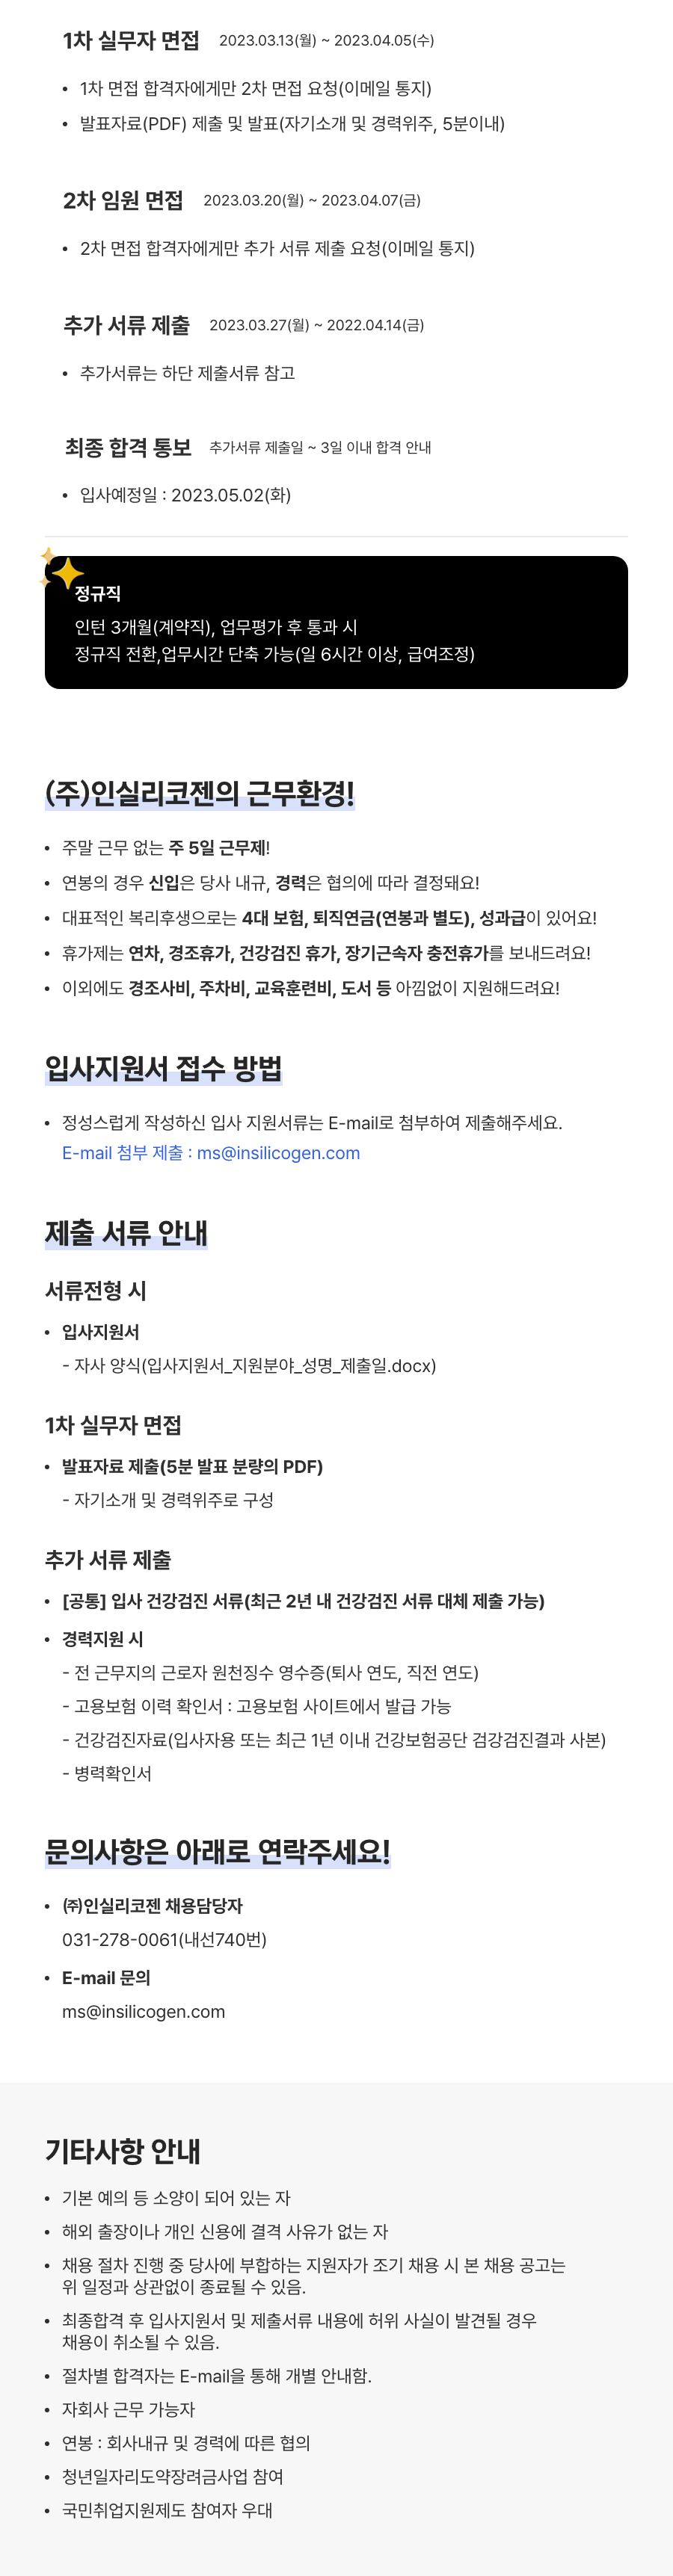 1차 실무자 면접 2023.03.13(월) ~ 2023.04.05(수)
• 1차 면접 합격자에게만 2차 면접 요청(이메일 통지)
• 발표자료(PDF) 제출 및 발표(자기소개 및 경력위주, 5분이내)
2차 임원 면접 2023.03.20(월) ~ 2023.04.07(금)
• 2차 면접 합격자에게만 추가 서류 제출 요청(이메일 통지)
추가 서류 제출 2023.03.27(월) ~ 2022.04.14(금)
• 추가서류는 하단 제출서류 참고
최종 합격 통보 추가서류 제출일 ~ 3일 이내 합격 안내
• 입사예정일 : 2023.05.02(화)
정규직
인턴 3개월(계약직), 업무평가 후 통과 시
정규직 전환,업무시간 단축 가능(일 6시간 이상, 급여조정)
(주)인실리코젠의 근무환경!
• 주말 근무 없는 주 5일 근무제!
• 연봉의 경우 신입은 당사 내규, 경력은 협의에 따라 결정돼요!
• 대표적인 복리후생으로는 4대 보험, 퇴직연금(연봉과 별도), 성과급이 있어요!
• 휴가제는 연차, 경조휴가, 건강검진 휴가, 장기근속자 충전휴가를 보내드려요!
• 이외에도 경조사비, 주차비, 교육훈련비, 도서 등 아낌없이 지원해드려요!
입사지원서 접수 방법
• 정성스럽게 작성하신 입사 지원서류는 E-mail로 첨부하여 제출해주세요.
E-mail 첨부 제출 : ms@insilicogen.com
제출 서류 안내
서류전형 시
• 입사지원서
- 자사 양식(입사지원서_지원분야_성명_제출일.docx)
1차 실무자 면접
• 발표자료 제출(5분 발표 분량의 PDF)
- 자기소개 및 경력위주로 구성
추가 서류 제출
• [공통] 입사 건강검진 서류(최근 2년 내 건강검진 서류 대체 제출 가능)
• 경력지원 시
- 전 근무지의 근로자 원천징수 영수증(퇴사 연도, 직전 연도)
- 고용보험 이력 확인서 : 고용보험 사이트에서 발급 가능
- 건강검진자료(입사자용 또는 최근 1년 이내 건강보험공단 검강검진결과 사본)
- 병력확인서
문의사항은 아래로 연락주세요!
• ㈜인실리코젠 채용담당자
031-278-0061(내선740번)
• E-mail 문의
ms@insilicogen.com
기타사항 안내
• 기본 예의 등 소양이 되어 있는 자
• 해외 출장이나 개인 신용에 결격 사유가 없는 자
• 채용 절차 진행 중 당사에 부합하는 지원자가 조기 채용 시 본 채용 공고는
위 일정과 상관없이 종료될 수 있음.
• 최종합격 후 입사지원서 및 제출서류 내용에 허위 사실이 발견될 경우
채용이 취소될 수 있음.
• 절차별 합격자는 E-mail을 통해 개별 안내함.
• 자회사 근무 가능자
• 연봉 : 회사내규 및 경력에 따른 협의
• 청년일자리도약장려금사업 참여
• 국민취업지원제도 참여자 우대